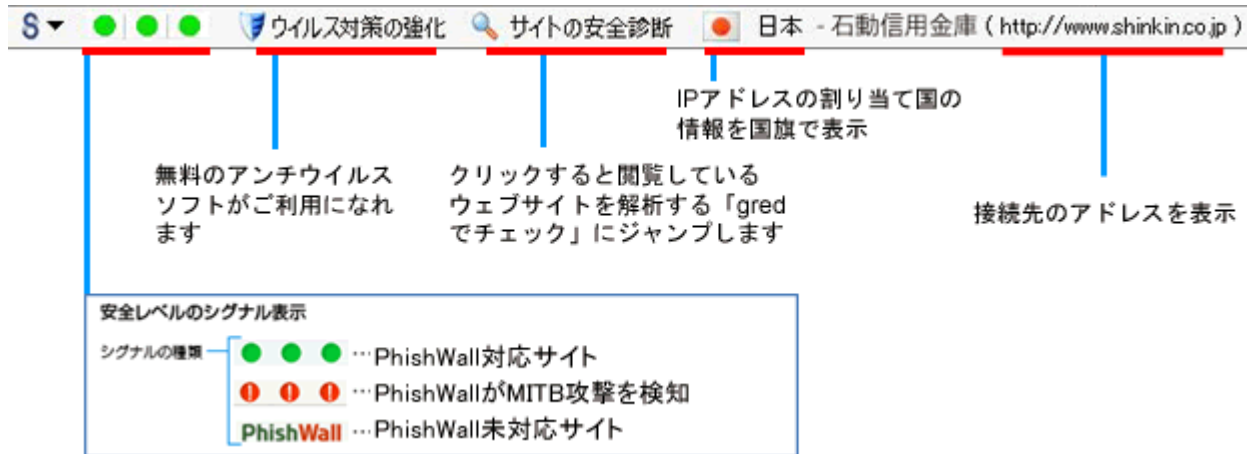 S▼ ウイルス対策の強化 サイトの安全診断 日本 - 石動信用金庫 ( http://www.shinkin.co.jp )
IPアドレスの割り当て国の
情報を国旗で表示
無料のアンチウイルス
ソフトがご利用になれ
ます
クリックすると閲覧している
ウェブサイトを解析する「gred
でチェック」にジャンプします
接続先のアドレスを表示
安全レベルのシグナル表示
シグナルの種類
…PhishWall対応サイト
…PhishWallがMITB攻撃を検知
PhishWall …PhishWall未対応サイト